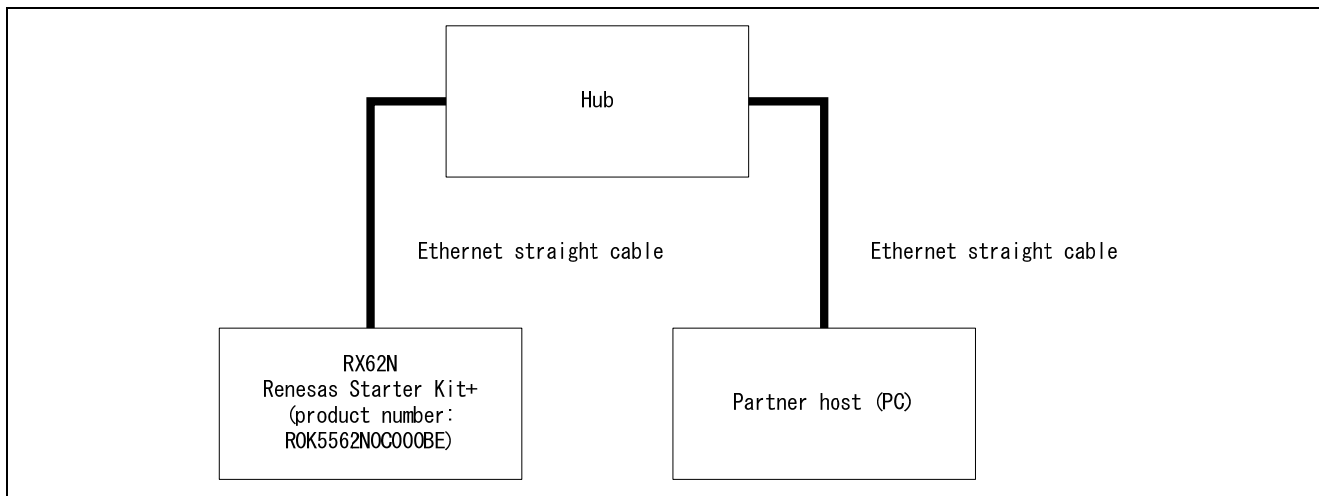 Hub
Ethernet straight cable
Ethernet straight cable
RX62N
Renesas Starter Kit+
(product number:
R0K5562N0C000BE)
Partner host (PC)